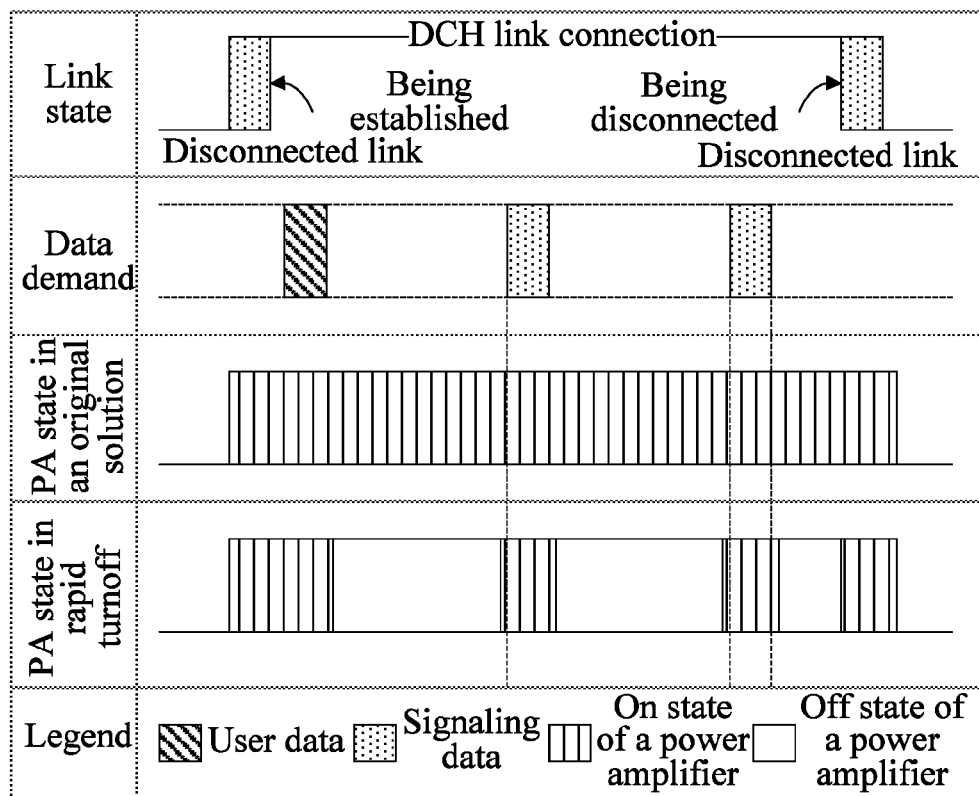 Link
state
DCH link connection
Being
established
Being
disconnected
Disconnected link
Disconnected link
Data
demand
PA state in
an original
solution
PA state in
rapid
turnoff
Legend
User data
Signaling
data
On state
of a power
amplifier
Off state of
a power
amplifier